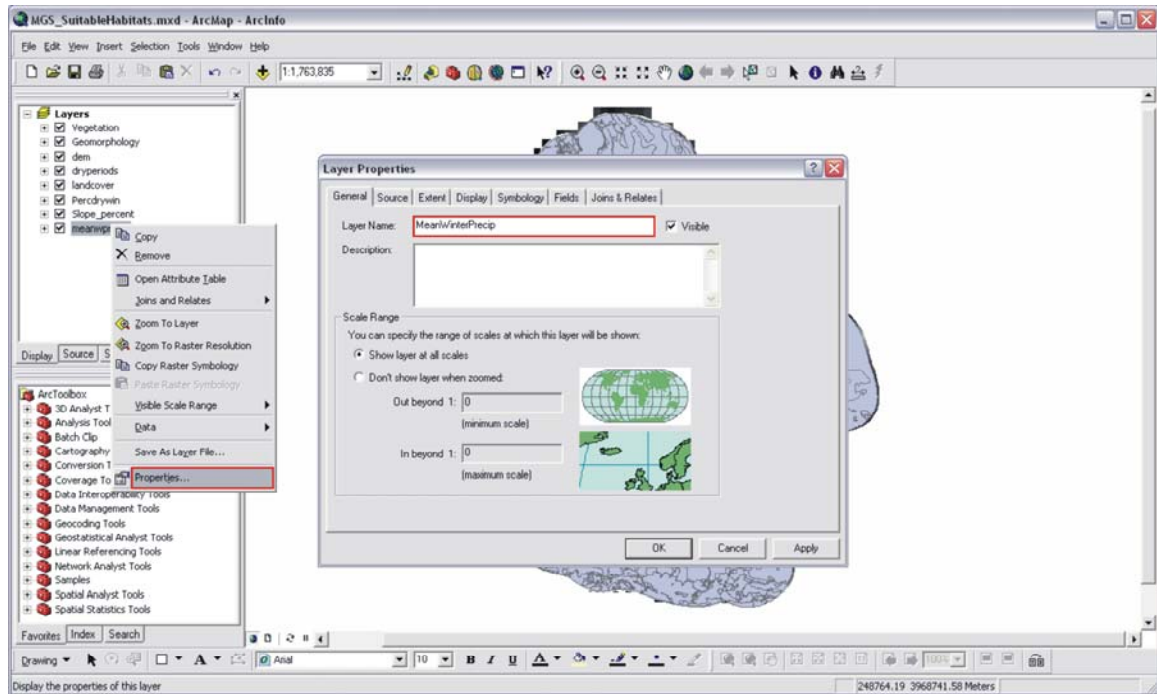 MGS_SuitableHabitats.mxd - ArcMap - ArcInfo
File Edit View Insert Selection Tools Window Help
1:1,763,835
Layers
Vegetation
Geomorphology
dem
dryperiods
landcover
Percdrywin
Slope_percent
meanwpr
Display Source S
Copy
Remove
Open Attribute Table
Joins and Relates
Zoom To Layer
Zoom To Raster Resolution
Copy Raster Symbology
Paste Raster Symbology
Visible Scale Range
Data
Save As Layer File...
Properties...
ArcToolbox
3D Analyst T
Analysis Tool
Batch Clip
Cartography
Conversion T
Coverage To
Data Interoperability Tools
Data Management Tools
Geocoding Tools
Geostatistical Analyst Tools
Linear Referencing Tools
Network Analyst Tools
Samples
Spatial Analyst Tools
Spatial Statistics Tools
Favorites Index Search
Layer Properties
General Source Extent Display Symbology Fields Joins & Relates
Layer Name: MeanWinterPrecip Visible
Description:
Scale Range
You can specify the range of scales at which this layer will be shown:
Show layer at all scales
Don't show layer when zoomed:
Out beyond 1: 0
(minimum scale)
In beyond 1: 0
(maximum scale)
OK Cancel Apply
Drawing A Arial 10 B I U A 100%
Display the properties of this layer
248764.19 3968741.58 Meters